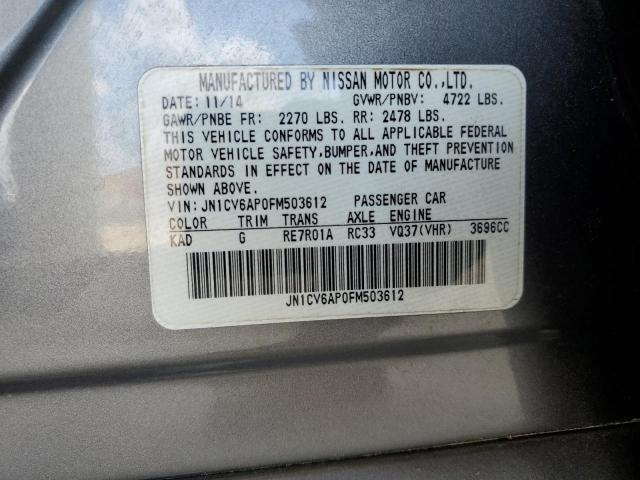 MANUFACTURED BY NISSAN MOTOR CO.,LTD.
DATE: 11/14 GVWR/PNBV: 4722 LBS.
GAWR/PNBE FR: 2270 LBS. RR: 2478 LBS.
THIS VEHICLE CONFORMS TO ALL APPLICABLE FEDERAL
MOTOR VEHICLE SAFETY,BUMPER,AND THEFT PREVENTION
STANDARDS IN EFFECT ON THE DATE OF MANUFACTURE
SHOWN ABOVE.
VIN: JN1CV6AP0FM503612 PASSENGER CAR
COLOR TRIM TRANS AXLE ENGINE
KAD G RE7R01A RC33 VQ37(VHR) 3696CC
JN1CV6AP0FM503612